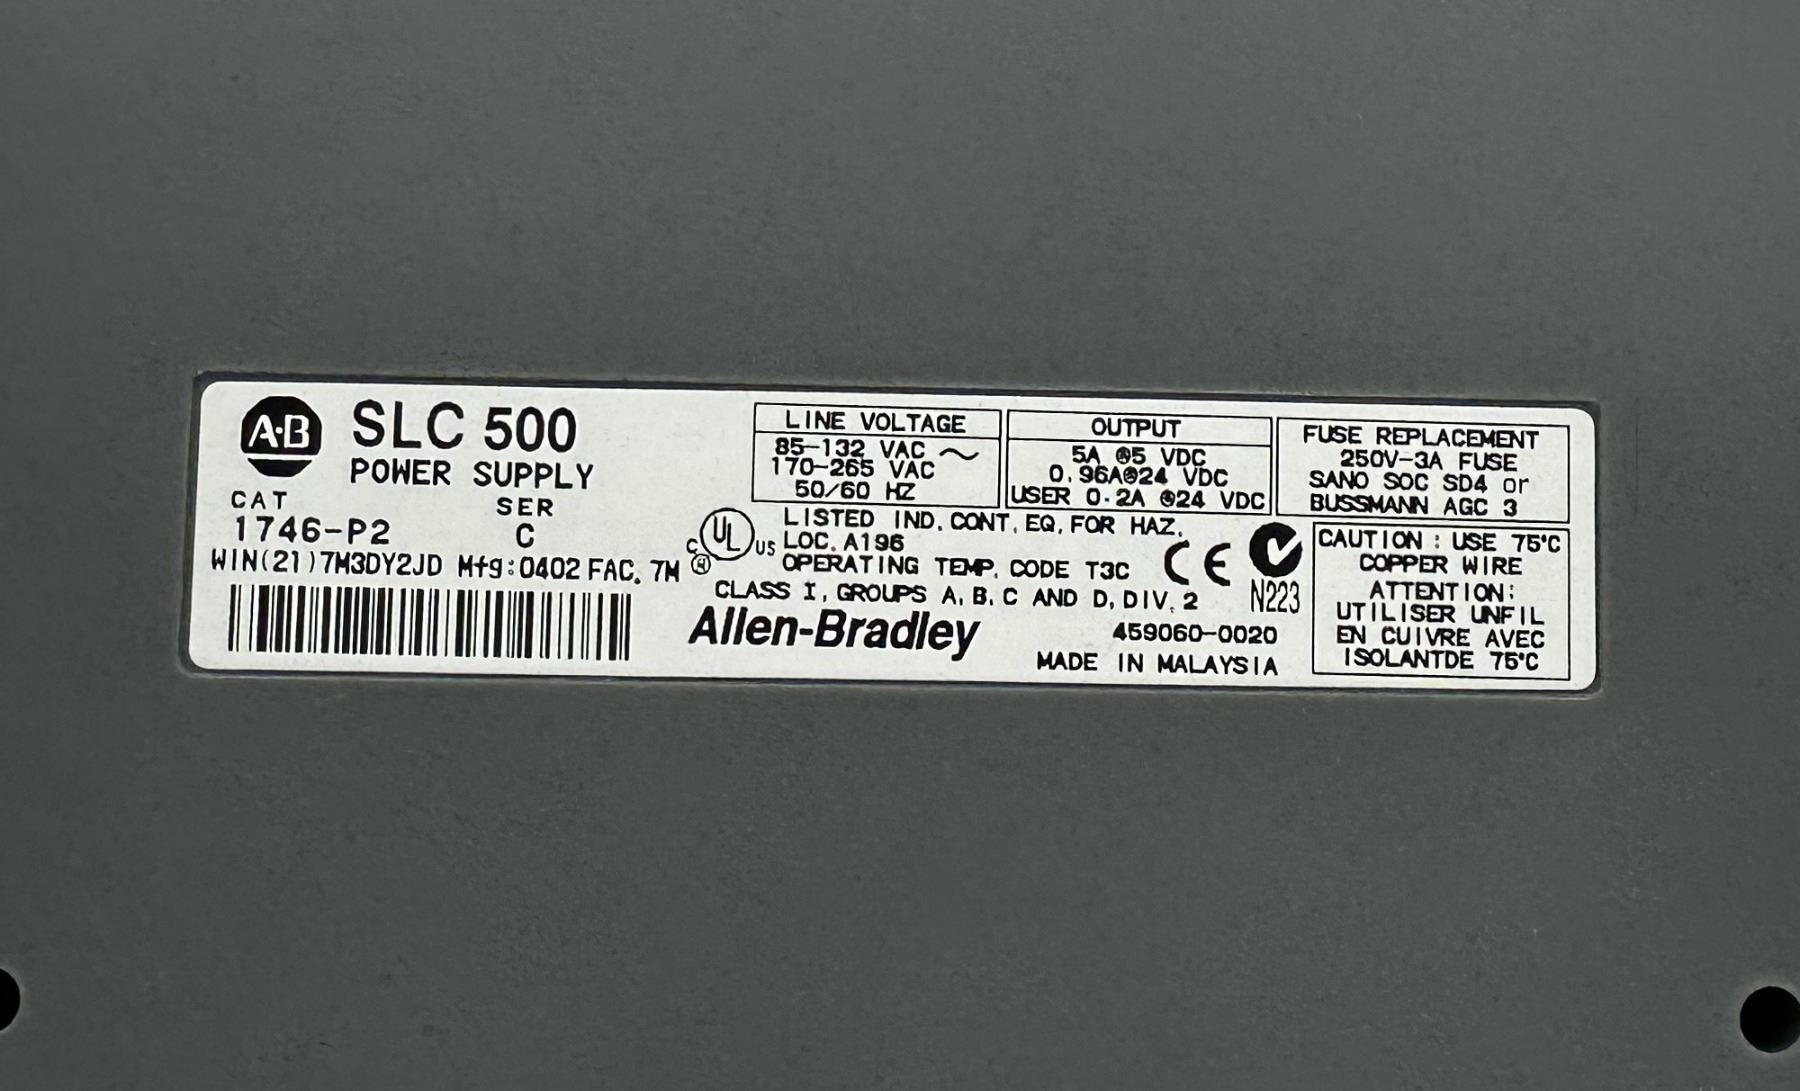 A·B SLC 500
POWER SUPPLY
CAT SER
1746-P2 C
WIN(21)7M3DY2JD Mfg:0402 FAC. 7M
LINE VOLTAGE
85-132 VAC ~
170-265 VAC
50/60 HZ
OUTPUT
5A @5 VDC
0.96A@24 VDC
USER 0.2A @24 VDC
FUSE REPLACEMENT
250V-3A FUSE
SANO SOC SD4 or
BUSSMANN AGC 3
C UL US LISTED IND. CONT. EQ. FOR HAZ.
LOC. A196
OPERATING TEMP. CODE T3C
CLASS I, GROUPS A, B, C AND D, DIV. 2
CE N223
Allen-Bradley
459060-0020
MADE IN MALAYSIA
CAUTION : USE 75°C
COPPER WIRE
ATTENTION:
UTILISER UNFIL
EN CUIVRE AVEC
ISOLANTDE 75°C